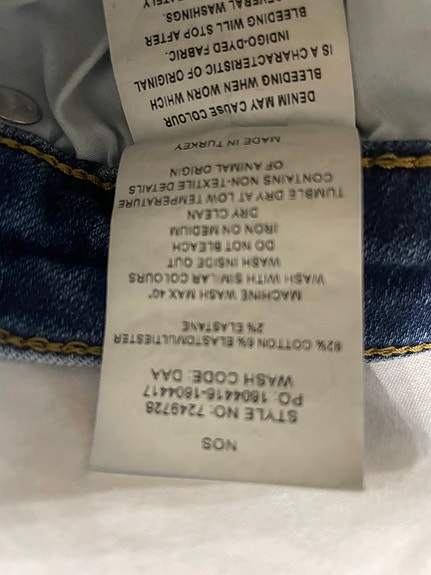 NOS
STYLE NO: 7249728
PO: 1604416-1604417
WASH CODE: DAA
92% COTTON 6% ELASTOMULTIESTER
2% ELASTANE
MACHINE WASH MAX 40°
WASH WITH SIMILAR COLOURS
WASH INSIDE OUT
DO NOT BLEACH
IRON ON MEDIUM
DRY CLEAN
TUMBLE DRY AT LOW TEMPERATURE
CONTAINS NON-TEXTILE DETAILS
OF ANIMAL ORIGIN
MADE IN TURKEY
DENIM MAY CAUSE COLOUR
BLEEDING WHEN WORN WHICH
IS A CHARACTERISTIC OF ORIGINAL
INDIGO-DYED FABRIC.
BLEEDING WILL STOP AFTER
SEVERAL WASHINGS.